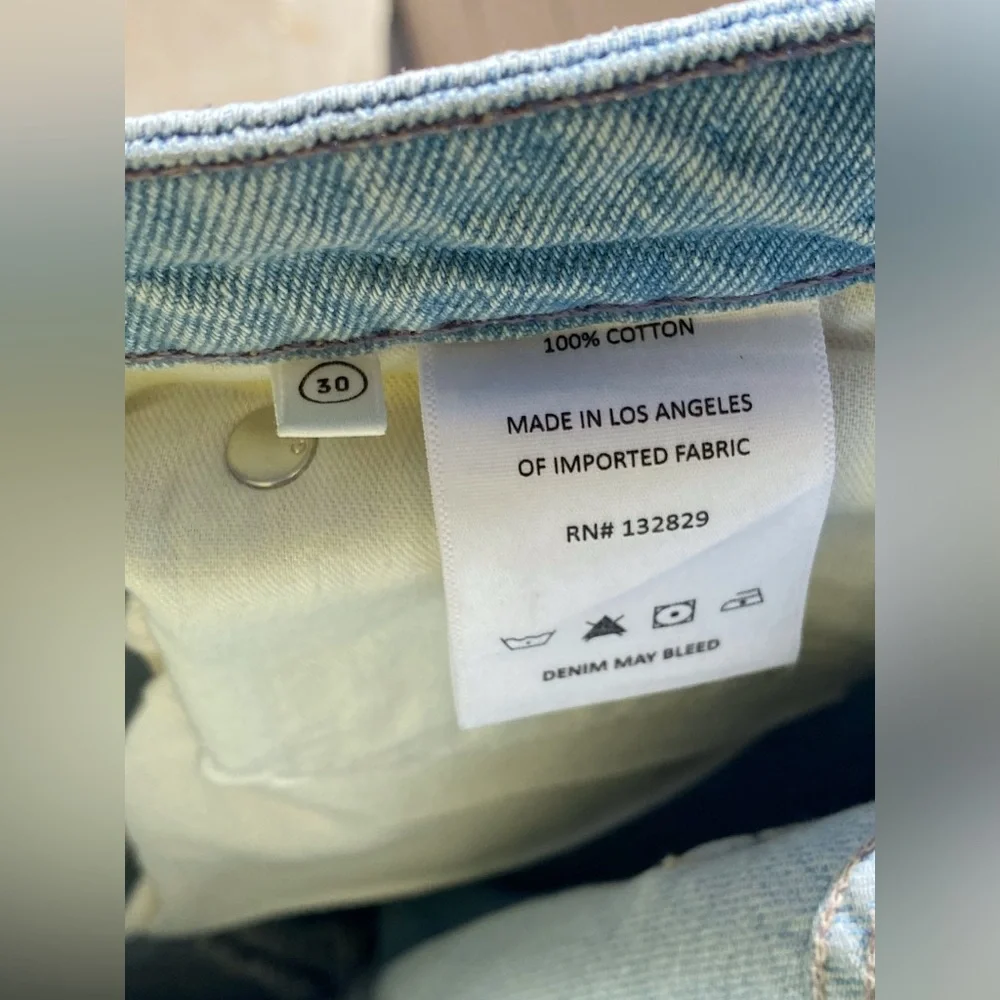 100% COTTON
30
MADE IN LOS ANGELES
OF IMPORTED FABRIC
RN# 132829
DENIM MAY BLEED